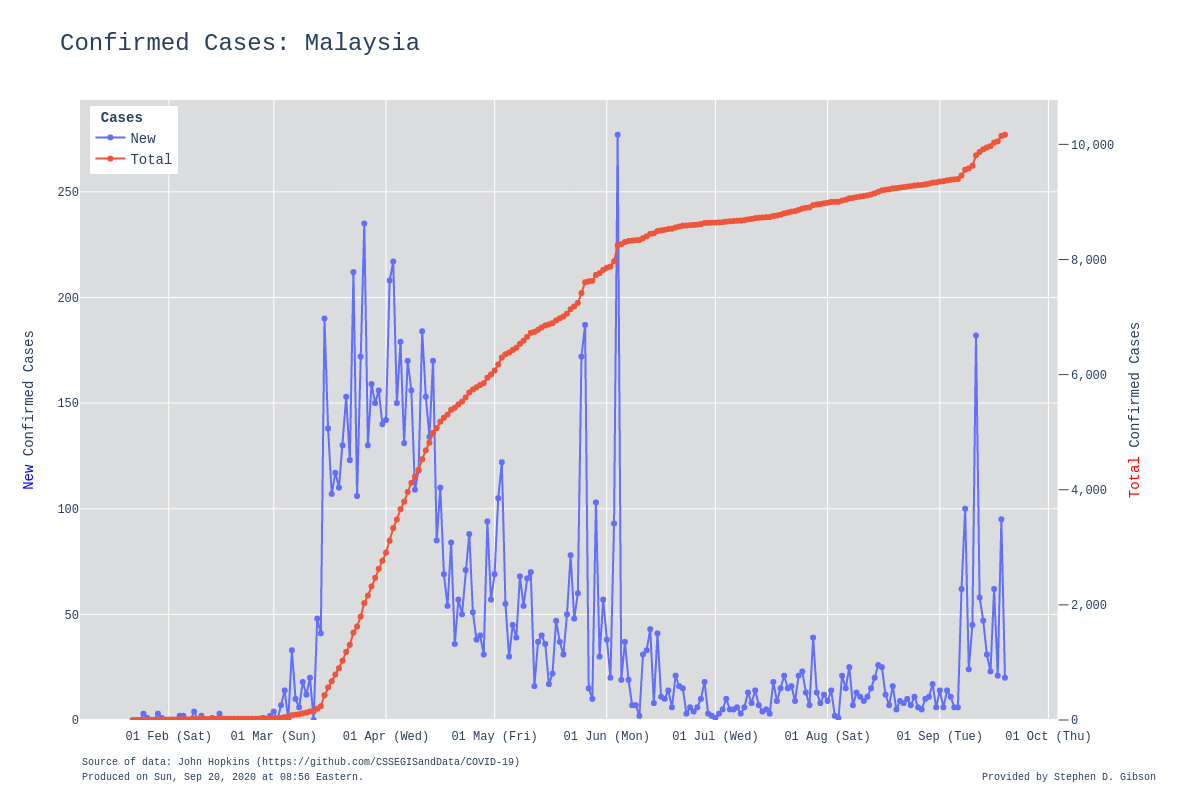 Confirmed Cases: Malaysia
Cases
New
Total
250
200
150
100
50
0
10,000
8,000
6,000
4,000
2,000
0
New Confirmed Cases
Total Confirmed Cases
01 Feb (Sat) 01 Mar (Sun) 01 Apr (Wed) 01 May (Fri) 01 Jun (Mon) 01 Jul (Wed) 01 Aug (Sat) 01 Sep (Tue) 01 Oct (Thu)
Source of data: John Hopkins (https://github.com/CSSEGISandData/COVID-19)
Produced on Sun, Sep 20, 2020 at 08:56 Eastern.
Provided by Stephen D. Gibson